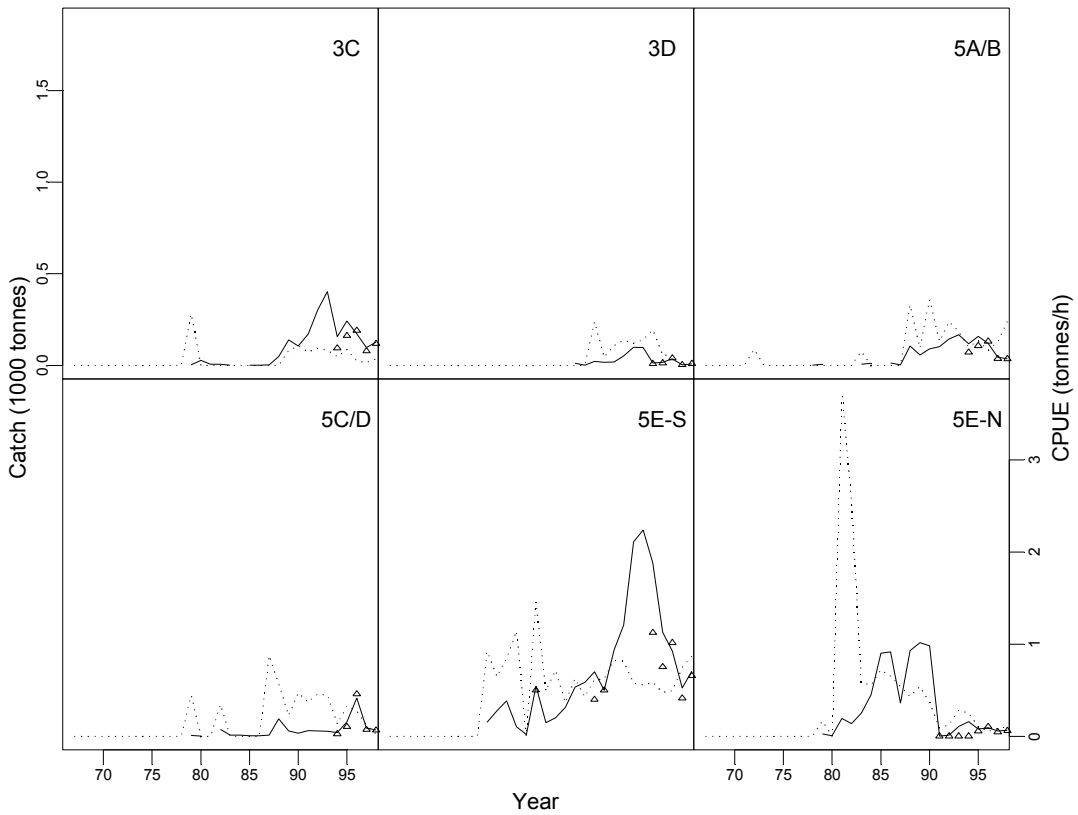 3C
3D
5A/B
1.5
1.0
0.5
0.0
Catch (1000 tonnes)
5C/D
5E-S
5E-N
3
2
1
0
CPUE (tonnes/h)
70 75 80 85 90 95
70 75 80 85 90 95
Year